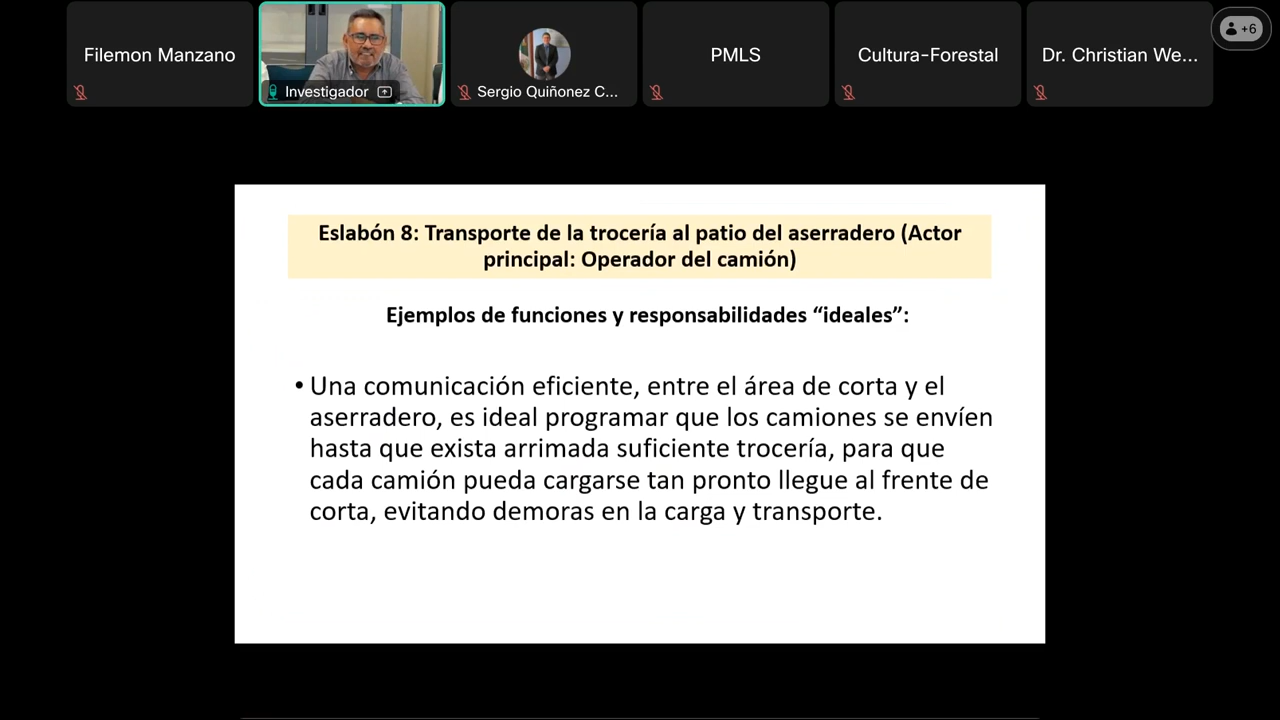 Filemon Manzano
Investigador
Sergio Quiñonez C...
PMLS
Cultura-Forestal
Dr. Christian We...
+6
Eslabón 8: Transporte de la trocería al patio del aserradero (Actor
principal: Operador del camión)
Ejemplos de funciones y responsabilidades “ideales”:
• Una comunicación eficiente, entre el área de corta y el
aserradero, es ideal programar que los camiones se envíen
hasta que exista arrimada suficiente trocería, para que
cada camión pueda cargarse tan pronto llegue al frente de
corta, evitando demoras en la carga y transporte.